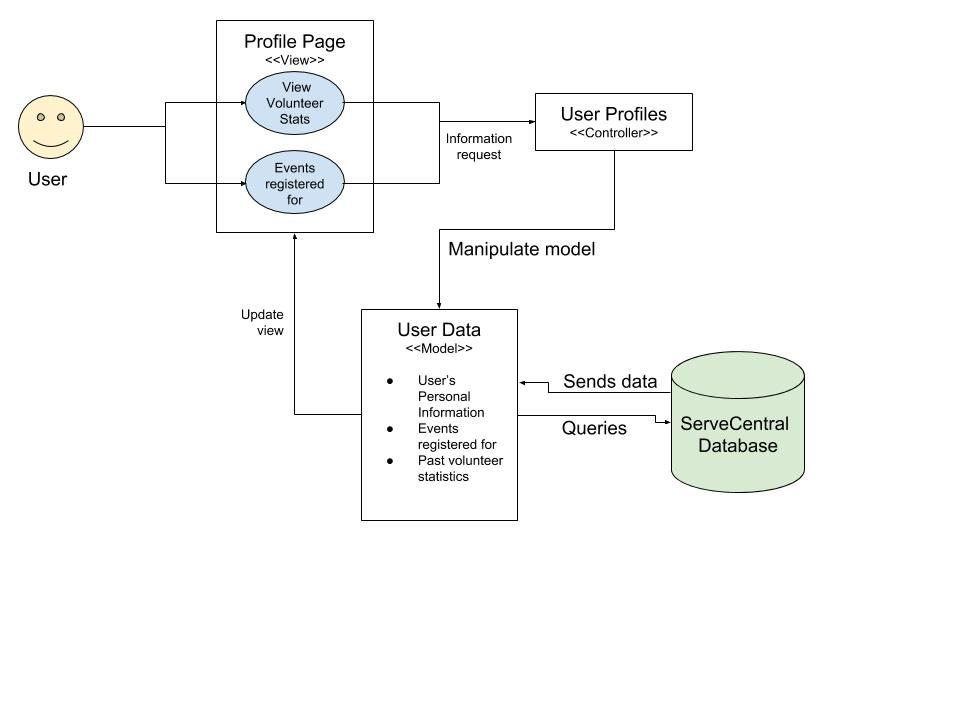 Profile Page
<<View>>
View
Volunteer
Stats
Events
registered
for
User
Information
request
User Profiles
<<Controller>>
Manipulate model
Update
view
User Data
<<Model>>
● User's
Personal
Information
● Events
registered for
● Past volunteer
statistics
Sends data
Queries
ServeCentral
Database